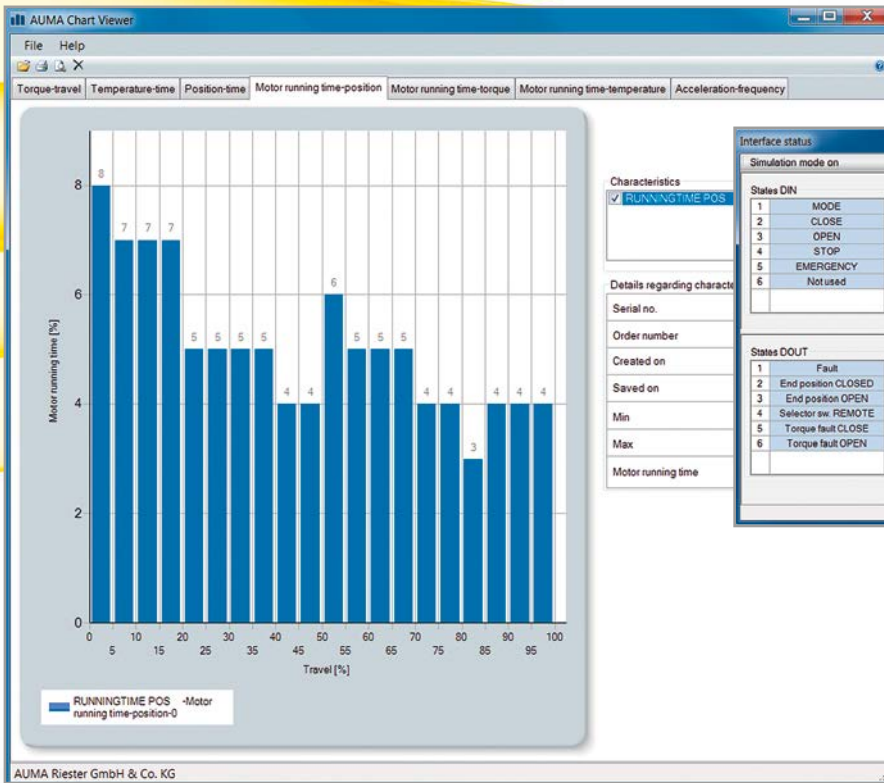 AUMA Chart Viewer
File Help
Torque-travel Temperature-time Position-time Motor running time-position Motor running time-torque Motor running time-temperature Acceleration-frequency
8
6
4
2
0
Motor running time [%]
8 7 7 7 5 5 5 5 4 4 6 5 5 5 4 4 3 4 4 4
0 10 20 30 40 50 60 70 80 90 100
5 15 25 35 45 55 65 75 85 95
Travel [%]
RUNNINGTIME POS -Motor
running time-position-0
Characteristics
RUNNINGTIME POS
Details regarding characte
Serial no.
Order number
Created on
Saved on
Min
Max
Motor running time
Interface status
Simulation mode on
States DIN
1 MODE
2 CLOSE
3 OPEN
4 STOP
5 EMERGENCY
6 Not used
States DOUT
1 Fault
2 End position CLOSED
3 End position OPEN
4 Selector sw. REMOTE
5 Torque fault CLOSE
6 Torque fault OPEN
AUMA Riester GmbH & Co. KG